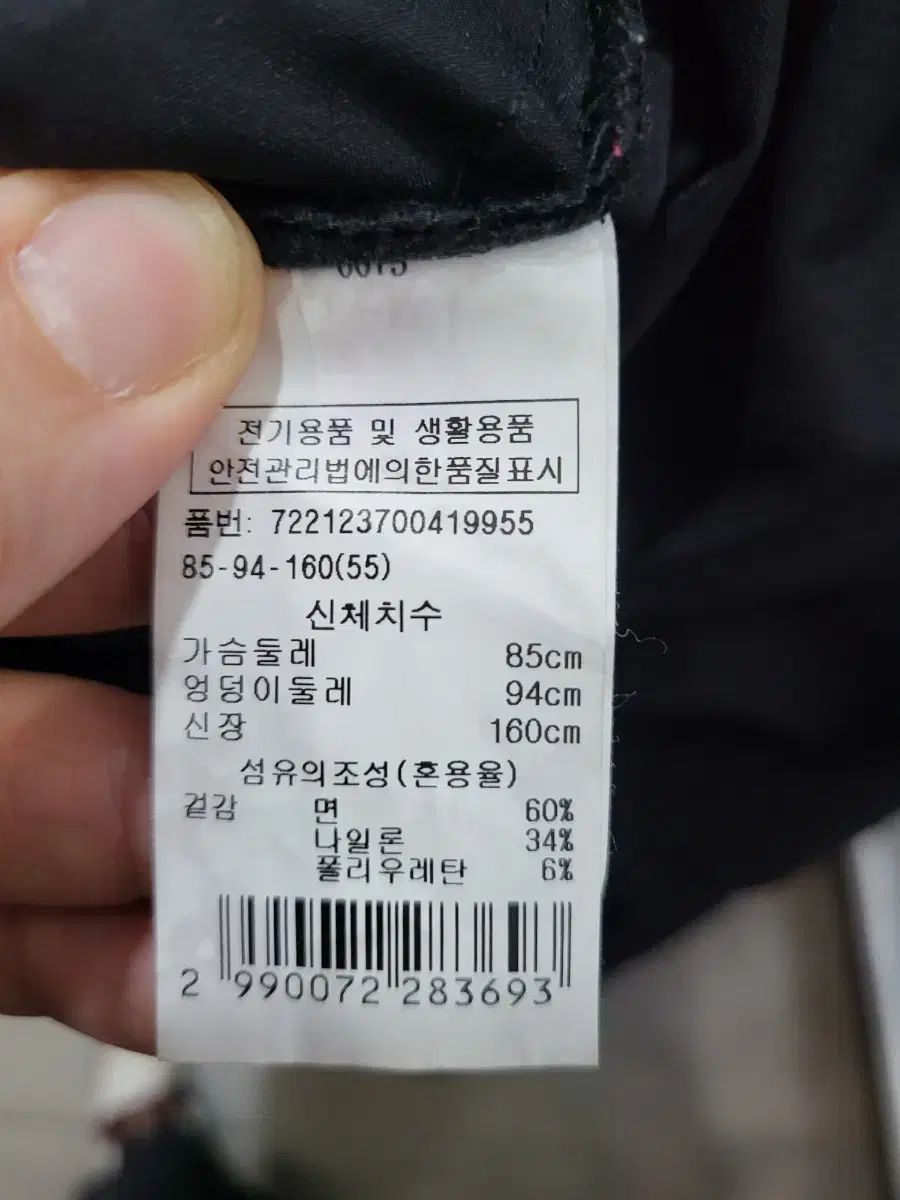 전기용품 및 생활용품
안전관리법에의한품질표시
품번: 722123700419955
85-94-160(55)
신체치수
가슴둘레 85cm
엉덩이둘레 94cm
신장 160cm
섬유의조성(혼용율)
겉감 면 60%
나일론 34%
폴리우레탄 6%
2 990072 283693